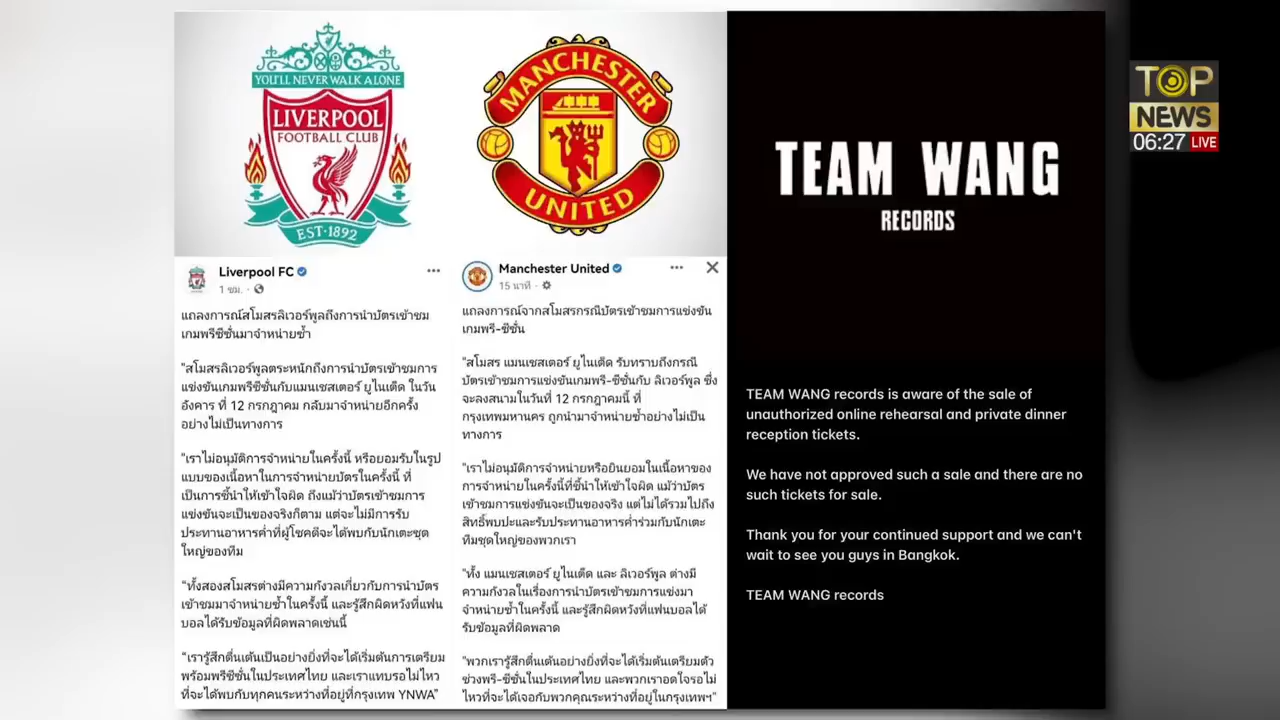 YOU'LL NEVER WALK ALONE
LIVERPOOL
FOOTBALL CLUB
EST·1892
Liverpool FC
1 ชม. ·
แถลงการณ์สโมสรลิเวอร์พูลถึงการนำบัตรเข้าชม
เกมพรีซีซั่นมาจำหน่ายซ้ำ
"สโมสรลิเวอร์พูลตระหนักถึงการนำบัตรเข้าชมการ
แข่งขันเกมพรีซีซั่นกับแมนเชสเตอร์ ยูไนเต็ด ในวัน
อังคาร ที่ 12 กรกฎาคม กลับมาจำหน่ายอีกครั้ง
อย่างไม่เป็นทางการ
"เราไม่อนุมัติการจำหน่ายในครั้งนี้ หรือยอมรับในรูป
แบบของเนื้อหาในการจำหน่ายบัตรในครั้งนี้ ที่
เป็นการชี้นำให้เข้าใจผิด ถึงแม้ว่าบัตรเข้าชมการ
แข่งขันจะเป็นของจริงก็ตาม แต่จะไม่มีการรับ
ประทานอาหารค่ำที่ผู้โชคดีจะได้พบกับนักเตะชุด
ใหญ่ของทีม
"ทั้งสองสโมสรต่างมีความกังวลเกี่ยวกับการนำบัตร
เข้าชมมาจำหน่ายซ้ำในครั้งนี้ และรู้สึกผิดหวังที่แฟน
บอลได้รับข้อมูลที่ผิดพลาดเช่นนี้
"เรารู้สึกตื่นเต้นเป็นอย่างยิ่งที่จะได้เริ่มต้นการเตรียม
พร้อมพรีซีซั่นในประเทศไทย และเราแทบรอไม่ไหว
ที่จะได้พบกับทุกคนระหว่างที่อยู่ที่กรุงเทพ YNWA"
MANCHESTER
UNITED
Manchester United
15 นาที ·
แถลงการณ์จากสโมสรกรณีบัตรเข้าชมการแข่งขัน
เกมพรี-ซีซั่น
"สโมสร แมนเชสเตอร์ ยูไนเต็ด รับทราบถึงกรณี
บัตรเข้าชมการแข่งขันเกมพรี-ซีซั่นกับ ลิเวอร์พูล ซึ่ง
จะลงสนามในวันที่ 12 กรกฎาคมนี้ ที่
กรุงเทพมหานคร ถูกนำมาจำหน่ายซ้ำอย่างไม่เป็น
ทางการ
"เราไม่อนุมัติการจำหน่ายหรือยินยอมในเนื้อหาของ
การจำหน่ายในครั้งนี้ที่ชี้นำให้เข้าใจผิด แม้ว่าบัตร
เข้าชมการแข่งขันจะเป็นของจริง แต่ไม่ได้รวมไปถึง
สิทธิ์พบปะและรับประทานอาหารค่ำร่วมกับนักเตะ
ทีมชุดใหญ่ของพวกเรา
"ทั้ง แมนเชสเตอร์ ยูไนเต็ด และ ลิเวอร์พูล ต่างมี
ความกังวลในเรื่องการนำบัตรเข้าชมการแข่งมา
จำหน่ายซ้ำในครั้งนี้ และรู้สึกผิดหวังที่แฟนบอลได้
รับข้อมูลที่ผิดพลาด
"พวกเรารู้สึกตื่นเต้นอย่างยิ่งที่จะได้เริ่มต้นเตรียมตัว
ช่วงพรี-ซีซั่นในประเทศไทย และพวกเราอดใจรอไม่
ไหวที่จะได้เจอกับพวกคุณระหว่างที่อยู่ในกรุงเทพฯ"
TEAM WANG
RECORDS
TEAM WANG records is aware of the sale of
unauthorized online rehearsal and private dinner
reception tickets.
We have not approved such a sale and there are no
such tickets for sale.
Thank you for your continued support and we can't
wait to see you guys in Bangkok.
TEAM WANG records
TOP
NEWS
06:27 LIVE